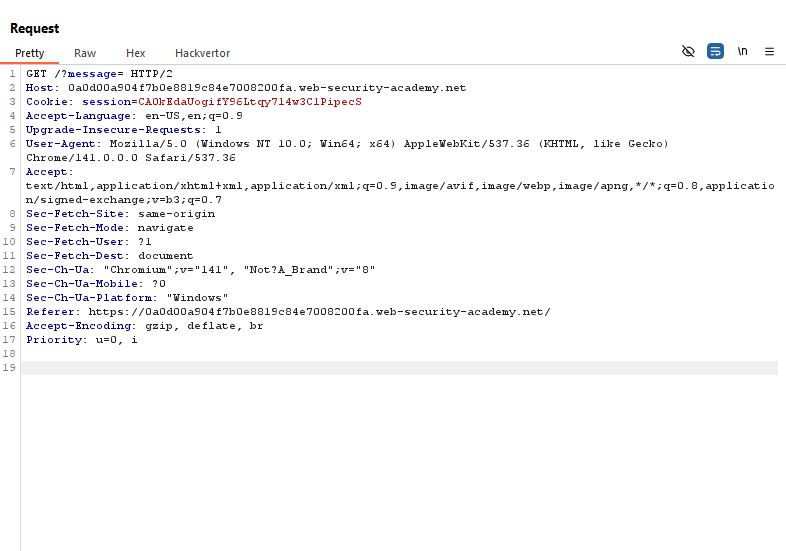 Request
Pretty Raw Hex Hackvertor \n
1 GET /?message= HTTP/2
2 Host: 0a0d00a904f7b0e8819c84e7008200fa.web-security-academy.net
3 Cookie: session=CA0kEdaUogifY96Ltqy714w3ClPipecS
4 Accept-Language: en-US,en;q=0.9
5 Upgrade-Insecure-Requests: 1
6 User-Agent: Mozilla/5.0 (Windows NT 10.0; Win64; x64) AppleWebKit/537.36 (KHTML, like Gecko)
Chrome/141.0.0.0 Safari/537.36
7 Accept:
text/html,application/xhtml+xml,application/xml;q=0.9,image/avif,image/webp,image/apng,*/*;q=0.8,applicatio
n/signed-exchange;v=b3;q=0.7
8 Sec-Fetch-Site: same-origin
9 Sec-Fetch-Mode: navigate
10 Sec-Fetch-User: ?1
11 Sec-Fetch-Dest: document
12 Sec-Ch-Ua: "Chromium";v="141", "Not?A_Brand";v="8"
13 Sec-Ch-Ua-Mobile: ?0
14 Sec-Ch-Ua-Platform: "Windows"
15 Referer: https://0a0d00a904f7b0e8819c84e7008200fa.web-security-academy.net/
16 Accept-Encoding: gzip, deflate, br
17 Priority: u=0, i
18
19